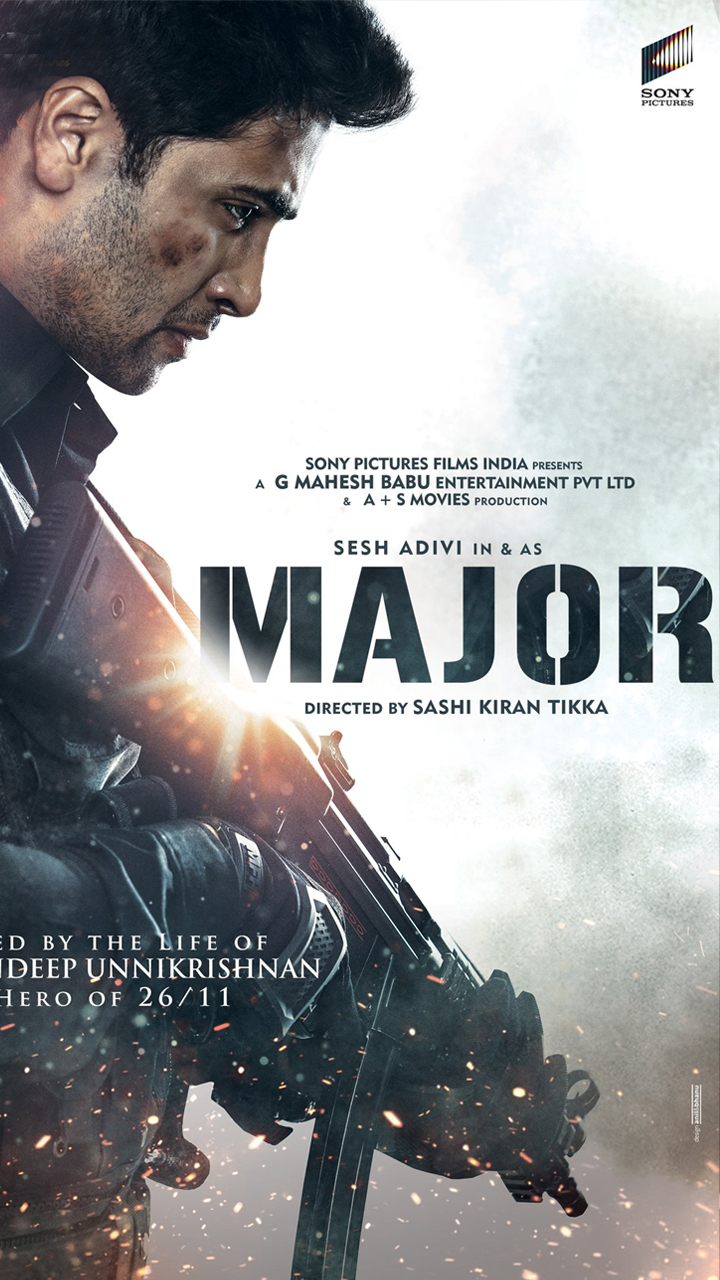 SONY
PICTURES
SONY PICTURES FILMS INDIA PRESENTS
A G MAHESH BABU ENTERTAINMENT PVT LTD
& A + S MOVIES PRODUCTION
SESH ADIVI IN & AS
MAJOR
DIRECTED BY SASHI KIRAN TIKKA
ED BY THE LIFE OF
NDEEP UNNIKRISHNAN
HERO OF 26/11